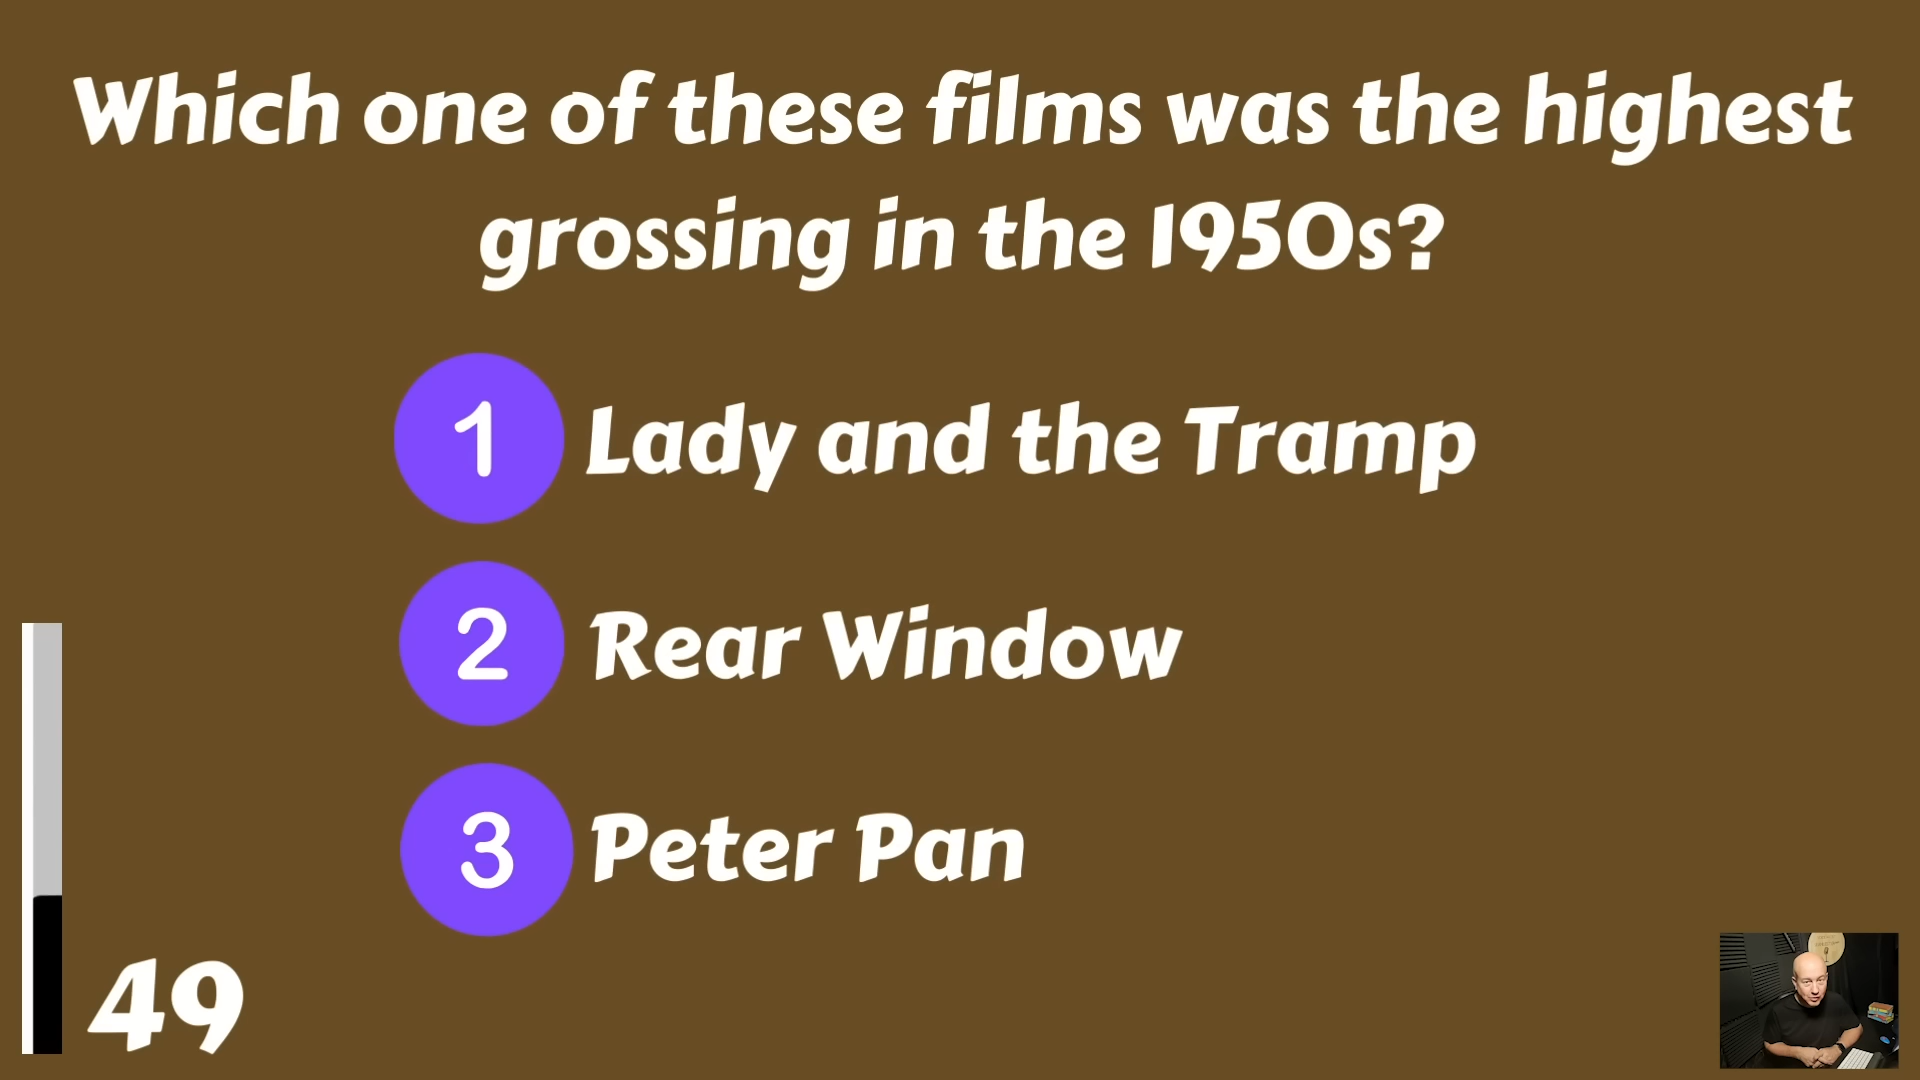 Which one of these films was the highest
grossing in the 1950s?
1 Lady and the Tramp
2 Rear Window
3 Peter Pan
49